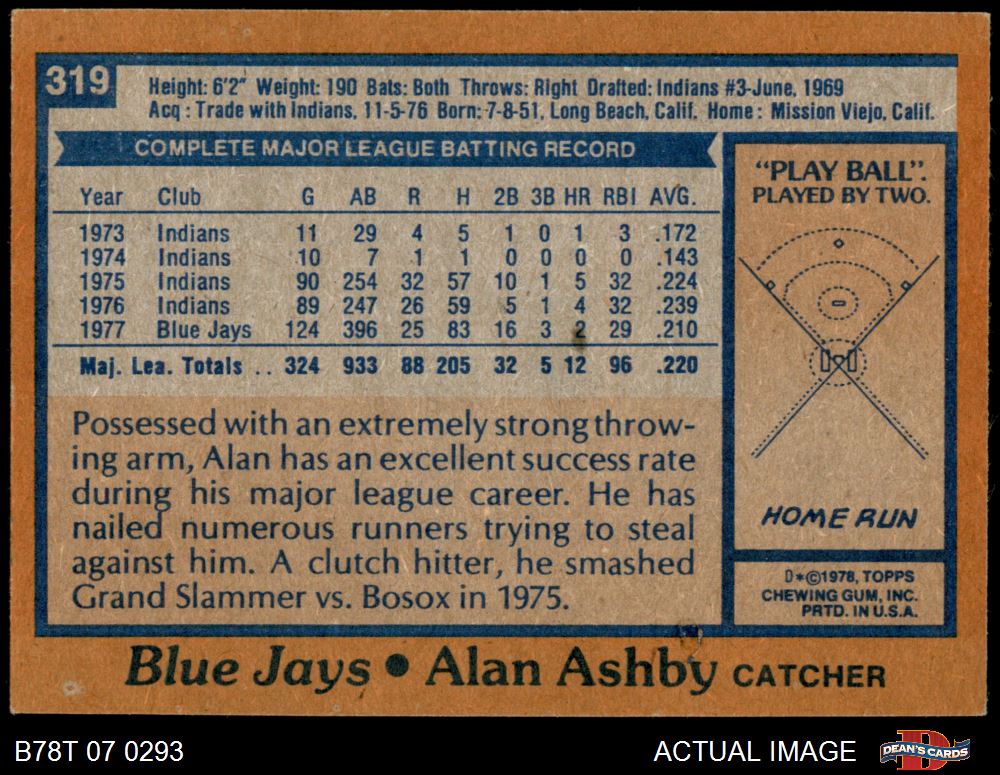 319
Height: 6'2" Weight: 190 Bats: Both Throws: Right Drafted: Indians #3-June, 1969
Acq : Trade with Indians, 11-5-76 Born: 7-8-51, Long Beach, Calif. Home : Mission Viejo, Calif.
COMPLETE MAJOR LEAGUE BATTING RECORD
Year Club G AB R H 2B 3B HR RBI AVG.
1973 Indians 11 29 4 5 1 0 1 3 .172
1974 Indians 10 7 1 1 0 0 0 0 .143
1975 Indians 90 254 32 57 10 1 5 32 .224
1976 Indians 89 247 26 59 5 1 4 32 .239
1977 Blue Jays 124 396 25 83 16 3 2 29 .210
Maj. Lea. Totals . . 324 933 88 205 32 5 12 96 .220
Possessed with an extremely strong throw-
ing arm, Alan has an excellent success rate
during his major league career. He has
nailed numerous runners trying to steal
against him. A clutch hitter, he smashed
Grand Slammer vs. Bosox in 1975.
"PLAY BALL".
PLAYED BY TWO.
HOME RUN
D*©1978, TOPPS
CHEWING GUM, INC.
PRTD. IN U.S.A.
Blue Jays • Alan Ashby CATCHER
B78T 07 0293
ACTUAL IMAGE
D
DEAN'S CARDS